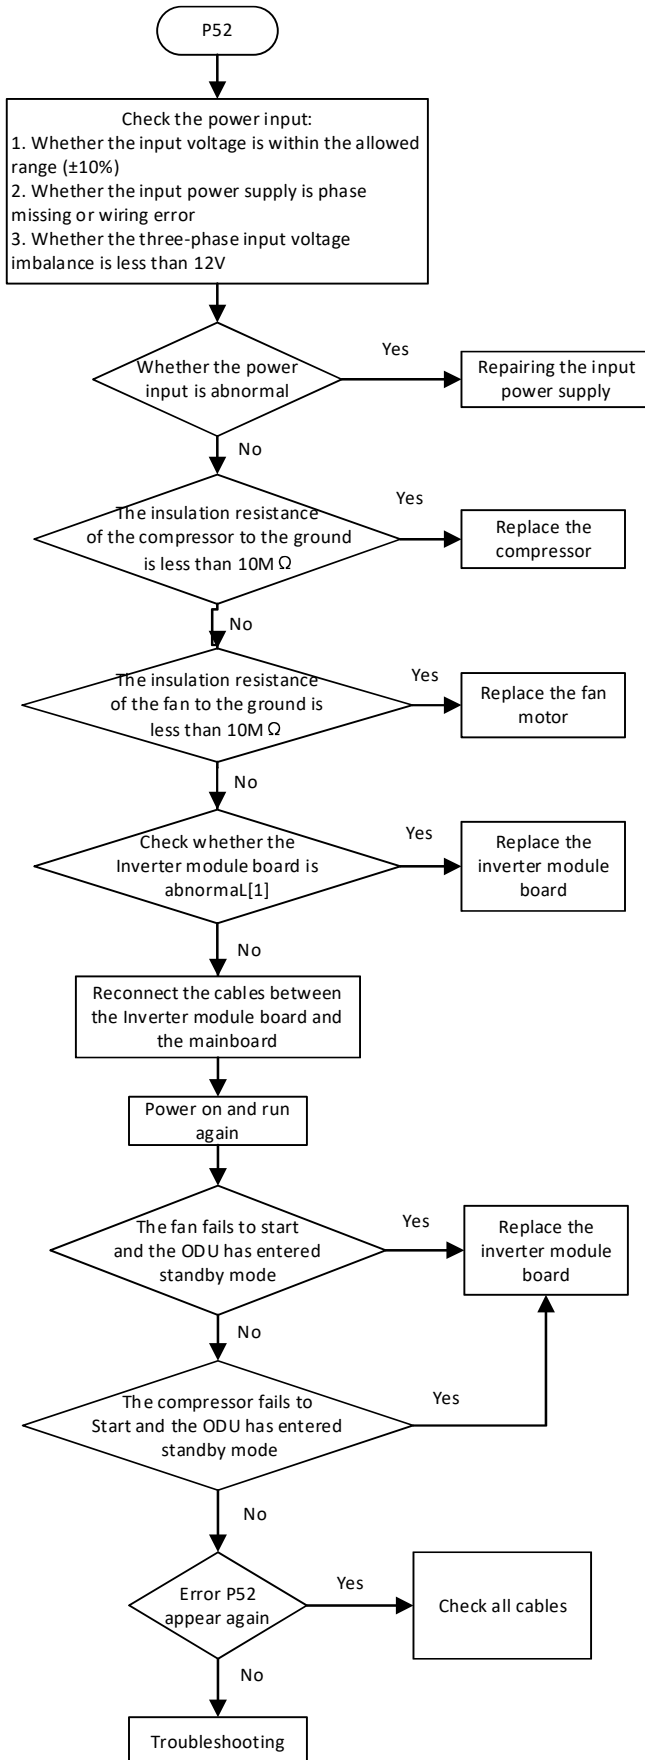 P52
Check the power input:
1. Whether the input voltage is within the allowed
range (±10%)
2. Whether the input power supply is phase
missing or wiring error
3. Whether the three-phase input voltage
imbalance is less than 12V
Whether the power
input is abnormal
Yes
Repairing the input
power supply
No
The insulation resistance
of the compressor to the ground
is less than 10M Ω
Yes
Replace the
compressor
No
The insulation resistance
of the fan to the ground is
less than 10M Ω
Yes
Replace the fan
motor
No
Check whether the
Inverter module board is
abnormaL[1]
Yes
Replace the
inverter module
board
No
Reconnect the cables between
the Inverter module board and
the mainboard
Power on and run
again
The fan fails to start
and the ODU has entered
standby mode
Yes
Replace the
inverter module
board
No
The compressor fails to
Start and the ODU has entered
standby mode
Yes
No
Error P52
appear again
Yes
Check all cables
No
Troubleshooting